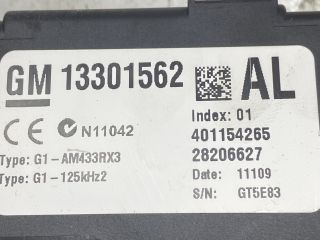 GM 13301562 AL
N11042
Index: 01
401154265
28206627
Type: G1-AM433RX3
Type: G1-125kHz2
Date: 11109
S/N: GT5E83